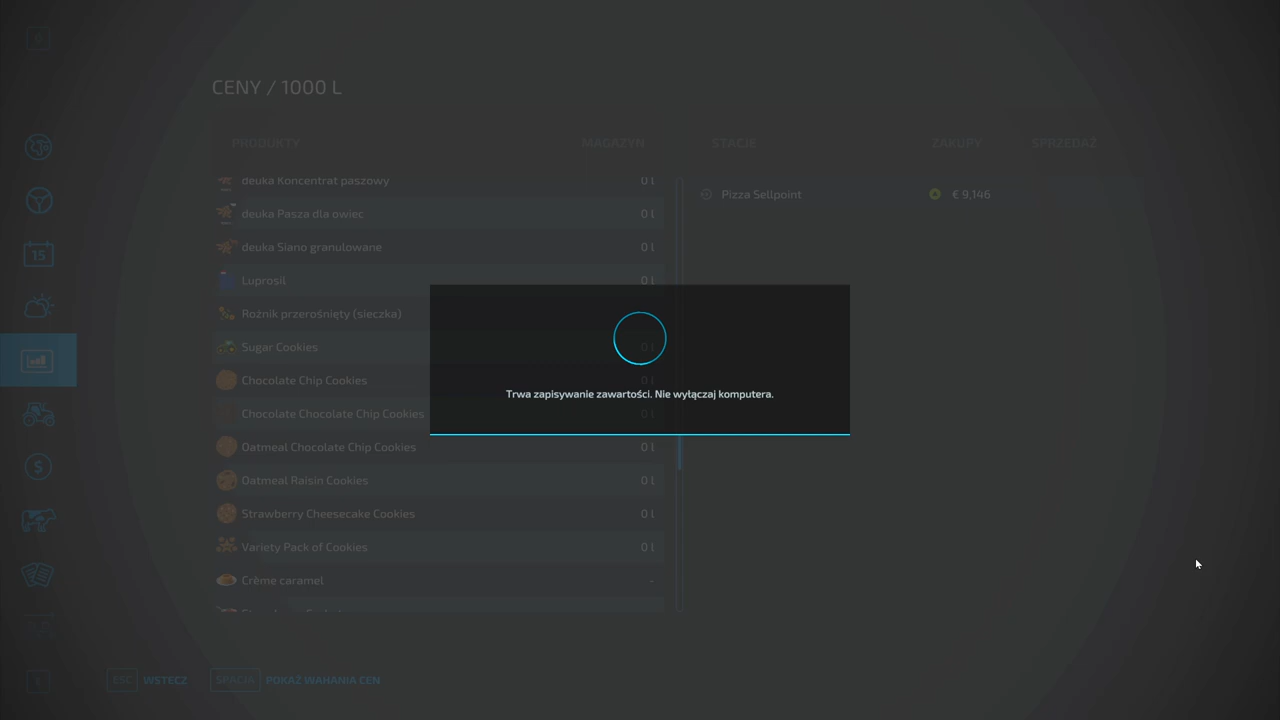 CENY / 1000 L
PRODUKTY MAGAZYN STACJE ZAKUPY SPRZEDAŻ
deuka Koncentrat paszowy 0 l
Pizza Sellpoint € 9,146
deuka Pasza dla owiec 0 l
deuka Siano granulowane 0 l
Luprosil 0 l
Rożnik przerośnięty (sieczka)
Sugar Cookies 0 l
Chocolate Chip Cookies 0 l
Chocolate Chocolate Chip Cookies 0 l
Oatmeal Chocolate Chip Cookies 0 l
Oatmeal Raisin Cookies 0 l
Strawberry Cheesecake Cookies 0 l
Variety Pack of Cookies 0 l
Crème caramel -
Trwa zapisywanie zawartości. Nie wyłączaj komputera.
15
$
ESC WSTECZ SPACJA POKAŻ WAHANIA CEN